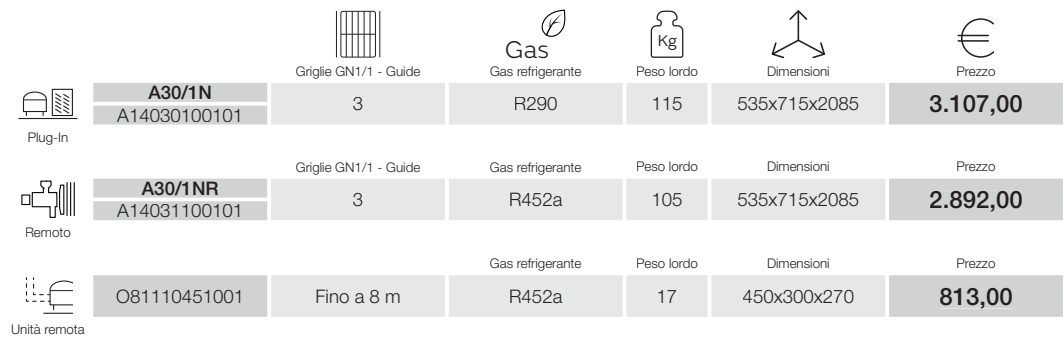 Gas
Kg
Griglie GN1/1 - Guide Gas refrigerante Peso lordo Dimensioni Prezzo
A30/1N
A14030100101
3 R290 115 535x715x2085 3.107,00
Plug-In
Griglie GN1/1 - Guide Gas refrigerante Peso lordo Dimensioni Prezzo
A30/1NR
A14031100101
3 R452a 105 535x715x2085 2.892,00
Remoto
Gas refrigerante Peso lordo Dimensioni Prezzo
O81110451001 Fino a 8 m R452a 17 450x300x270 813,00
Unità remota